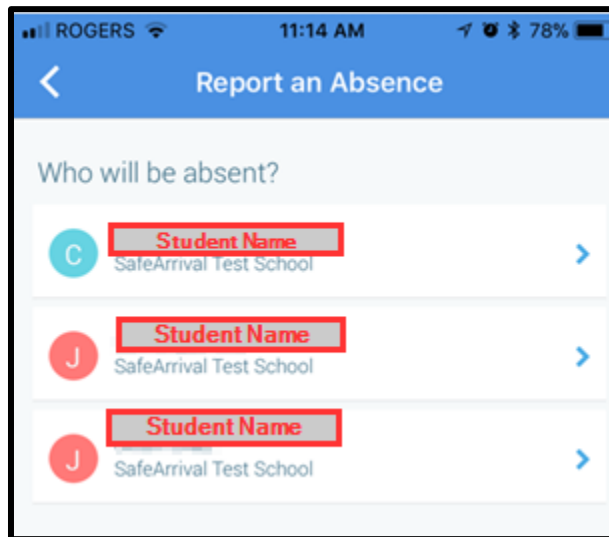 ROGERS 11:14 AM 78%
Report an Absence
Who will be absent?
C
Student Name
SafeArrival Test School
J
Student Name
SafeArrival Test School
J
Student Name
SafeArrival Test School